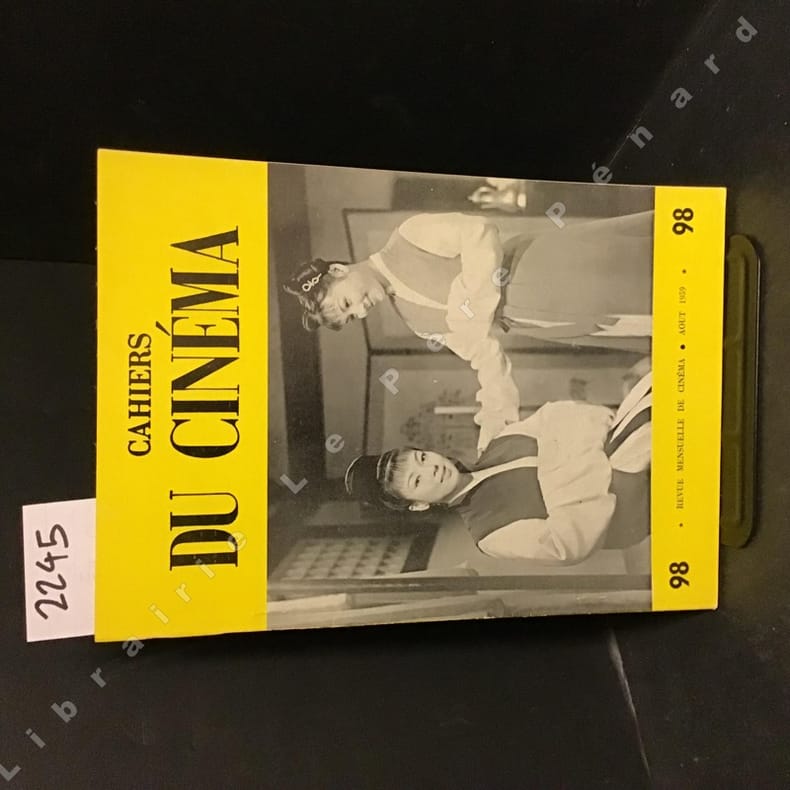 CAHIERS
DU CINÉMA
98 • REVUE MENSUELLE DE CINÉMA • AOUT 1959 • 98
2245
Librairie Le Père Pénard